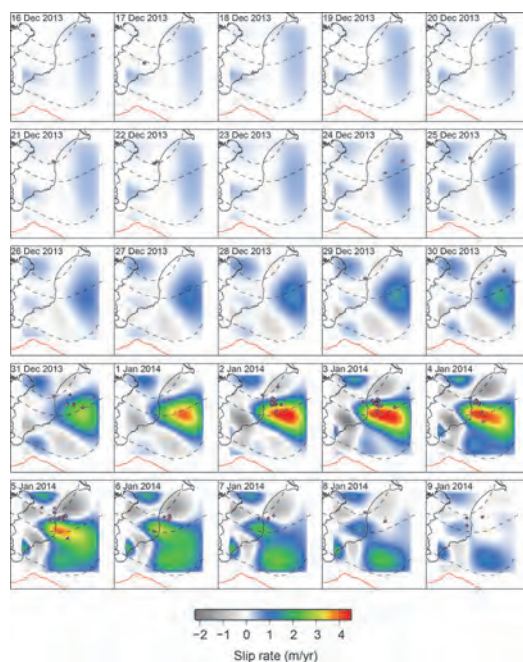 16 Dec 2013 17 Dec 2013 18 Dec 2013 19 Dec 2013 20 Dec 2013
21 Dec 2013 22 Dec 2013 23 Dec 2013 24 Dec 2013 25 Dec 2013
26 Dec 2013 27 Dec 2013 28 Dec 2013 29 Dec 2013 30 Dec 2013
31 Dec 2013 1 Jan 2014 2 Jan 2014 3 Jan 2014 4 Jan 2014
5 Jan 2014 6 Jan 2014 7 Jan 2014 8 Jan 2014 9 Jan 2014
−2 −1 0 1 2 3 4
Slip rate (m/yr)